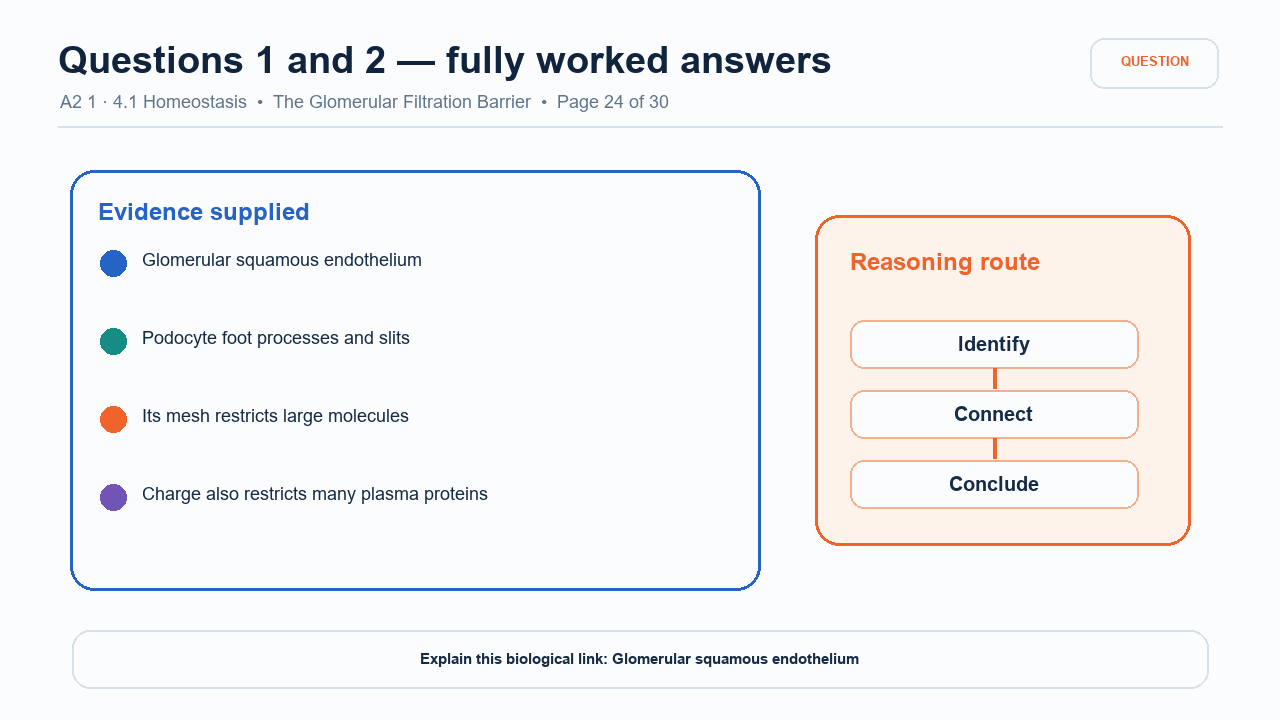 Questions 1 and 2 — fully worked answers
QUESTION
A2 1 · 4.1 Homeostasis • The Glomerular Filtration Barrier • Page 24 of 30
Evidence supplied
Glomerular squamous endothelium
Podocyte foot processes and slits
Its mesh restricts large molecules
Charge also restricts many plasma proteins
Reasoning route
Identify
Connect
Conclude
Explain this biological link: Glomerular squamous endothelium